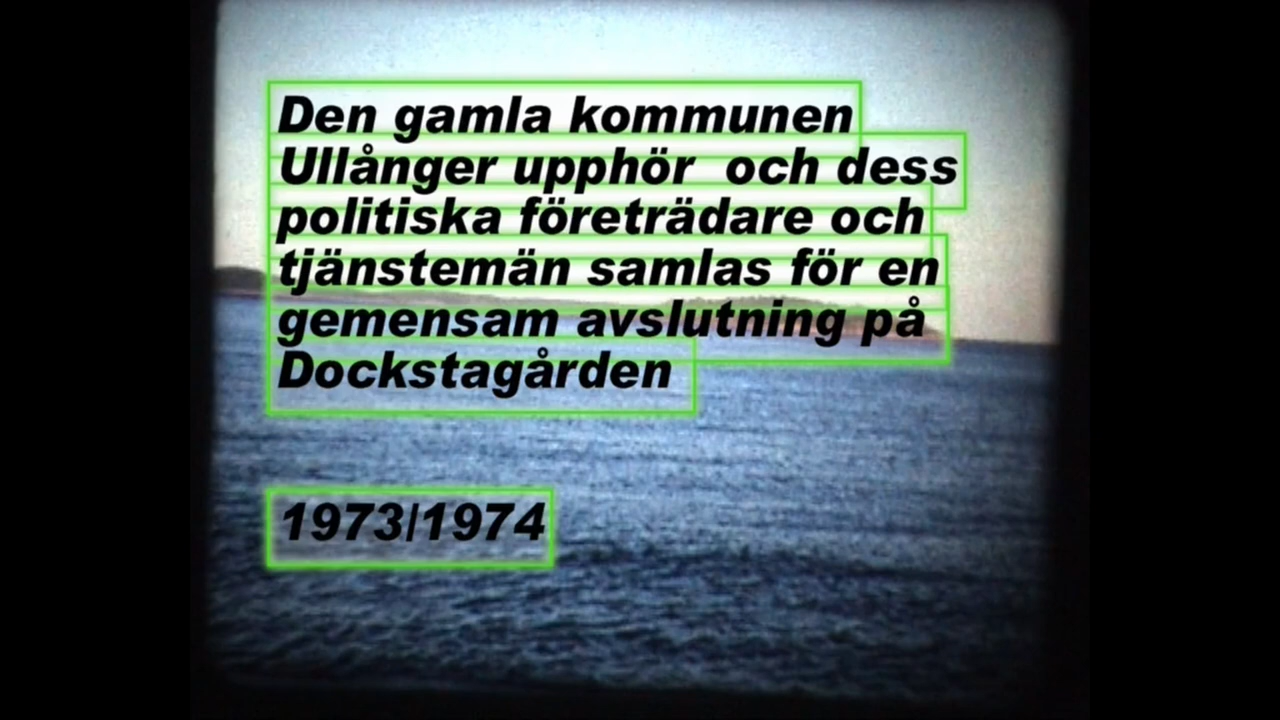 Den gamla kommunen
Ullånger upphör  och dess
politiska företrädare och
tjänstemän samlas för en
gemensam avslutning på
Dockstagården
1973/1974